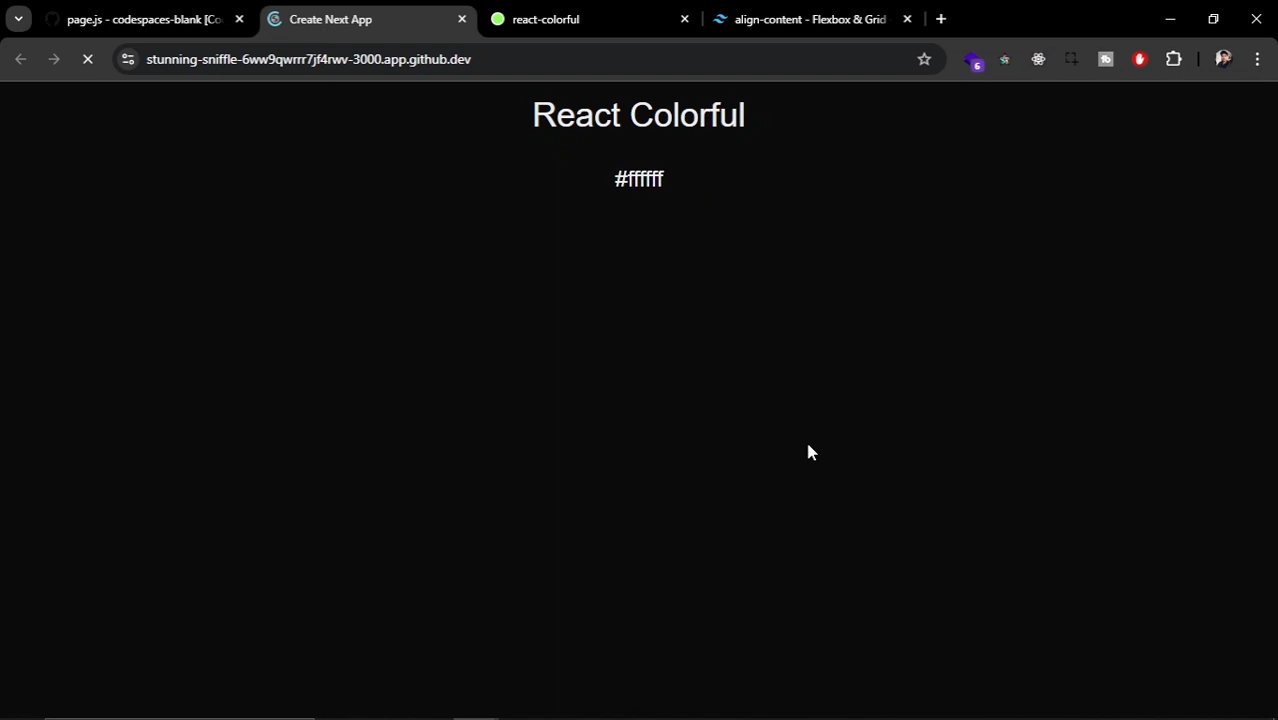 page.js - codespaces-blank [Co
Create Next App
react-colorful
align-content - Flexbox & Grid
stunning-sniffle-6ww9qwrrr7jf4rwv-3000.app.github.dev
6
React Colorful
#ffffff